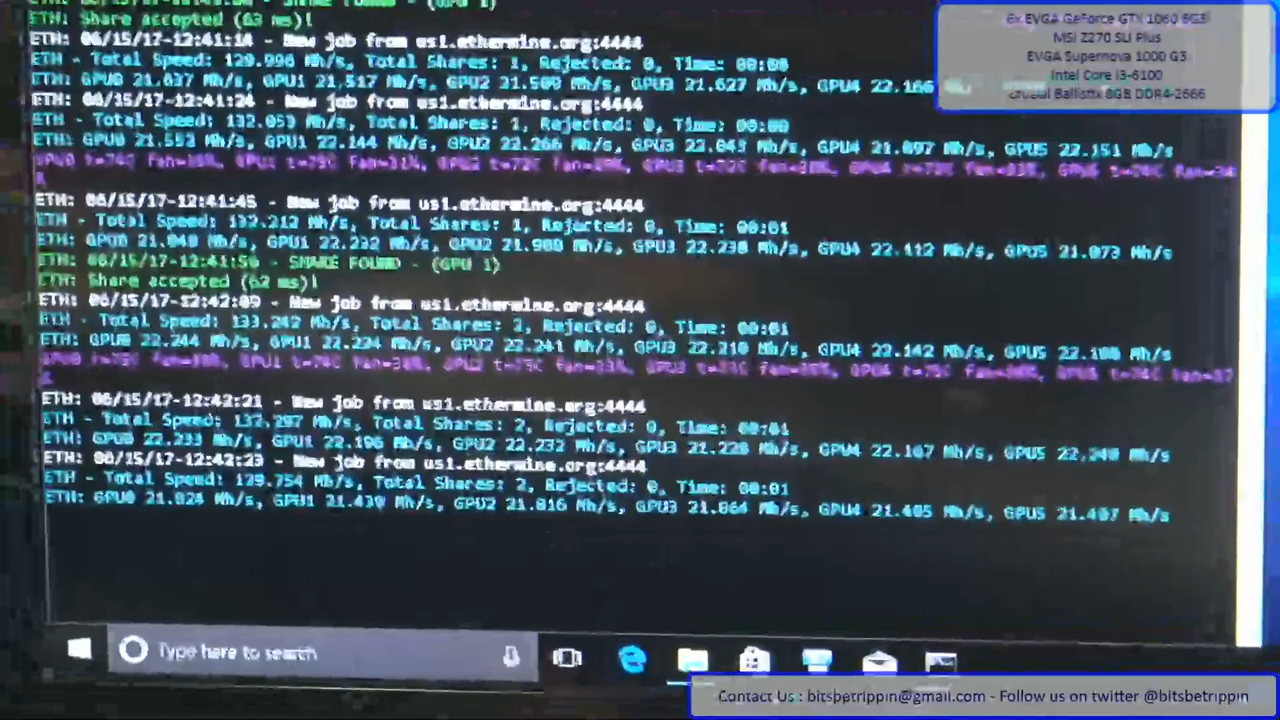 ETH: Share accepted (63 ms)!
ETH: 06/15/17-12:41:14 - New job from us1.ethermine.org:4444
ETH - Total Speed: 129.996 Mh/s, Total Shares: 1, Rejected: 0, Time: 00:00
ETH: GPU0 21.037 Mh/s, GPU1 21.517 Mh/s, GPU2 21.509 Mh/s, GPU3 21.627 Mh/s, GPU4 22.166
ETH: 06/15/17-12:41:24 - New job from us1.ethermine.org:4444
ETH - Total Speed: 132.053 Mh/s, Total Shares: 1, Rejected: 0, Time: 00:00
ETH: GPU0 21.552 Mh/s, GPU1 22.144 Mh/s, GPU2 22.266 Mh/s, GPU3 22.043 Mh/s, GPU4 21.897 Mh/s, GPU5 22.151 Mh/s
ETH: 06/15/17-12:41:45 - New job from us1.ethermine.org:4444
ETH - Total Speed: 132.212 Mh/s, Total Shares: 1, Rejected: 0, Time: 00:01
ETH: GPU0 Mh/s, GPU1 22.232 Mh/s, GPU2 Mh/s, GPU3 22.238 Mh/s, GPU4 22.112 Mh/s, GPU5 Mh/s
ETH: 06/15/17-12:41:56 - SHARE FOUND - (GPU 1)
ETH: Share accepted (62 ms)!
ETH: 06/15/17-12:42:09 - New job from us1.ethermine.org:4444
ETH - Total Speed: 133.242 Mh/s, Total Shares: 2, Rejected: 0, Time: 00:01
ETH: GPU0 22.244 Mh/s, GPU1 22.224 Mh/s, GPU2 22.241 Mh/s, GPU3 22.210 Mh/s, GPU4 22.142 Mh/s, GPU5 Mh/s
ETH: 06/15/17-12:42:21 - New job from us1.ethermine.org:4444
ETH - Total Speed: 132.297 Mh/s, Total Shares: 2, Rejected: 0, Time: 00:01
ETH: GPU0 22.233 Mh/s, GPU1 22.196 Mh/s, GPU2 22.232 Mh/s, GPU3 21.228 Mh/s, GPU4 22.167 Mh/s, GPU5 22.240 Mh/s
ETH: 06/15/17-12:42:23 - New job from us1.ethermine.org:4444
ETH - Total Speed: 129.754 Mh/s, Total Shares: 2, Rejected: 0, Time: 00:01
ETH: GPU0 21.824 Mh/s, GPU1 21.439 Mh/s, GPU2 21.816 Mh/s, GPU3 Mh/s, GPU4 21.405 Mh/s, GPU5 21.407 Mh/s
6x EVGA GeForce GTX 1060 6GB
MSI Z270 SLI Plus
EVGA Supernova 1000 G3
Intel Core i3-6100
Crucial Ballistix 8GB DDR4-2666
Type here to search
Contact Us : bitsbetrippin@gmail.com - Follow us on twitter @bitsbetrippin